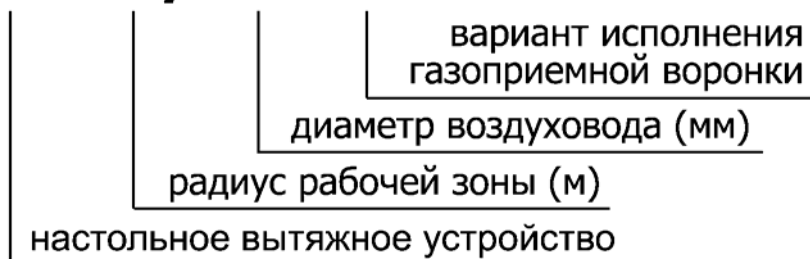 вариант исполнения
газоприемной воронки
диаметр воздуховода (мм)
радиус рабочей зоны (м)
настольное вытяжное устройство